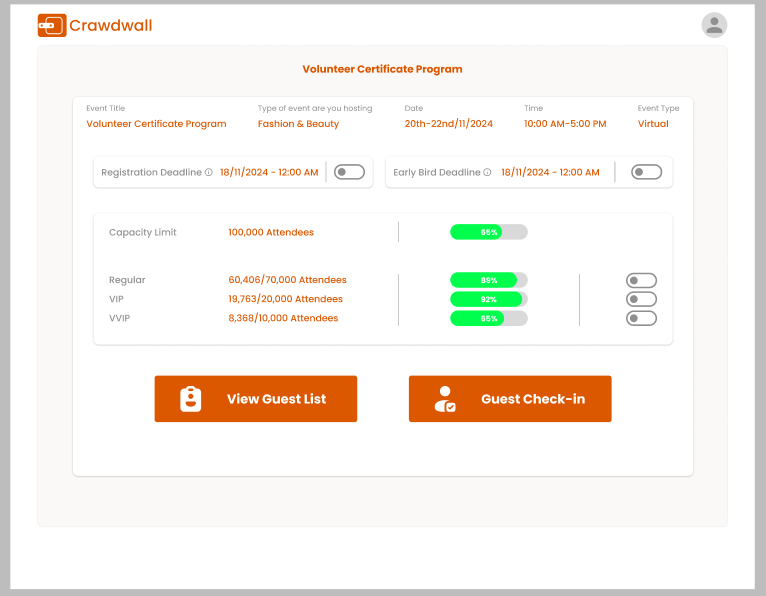 Crawdwall
Volunteer Certificate Program
Event Title
Volunteer Certificate Program
Type of event are you hosting
Fashion & Beauty
Date
20th-22nd/11/2024
Time
10:00 AM-5:00 PM
Event Type
Virtual
Registration Deadline
18/11/2024 - 12:00 AM
Early Bird Deadline
18/11/2024 - 12:00 AM
Capacity Limit 100,000 Attendees 65%
Regular 60,406/70,000 Attendees 89%
VIP 19,763/20,000 Attendees 92%
VVIP 8,368/10,000 Attendees 65%
View Guest List
Guest Check-in